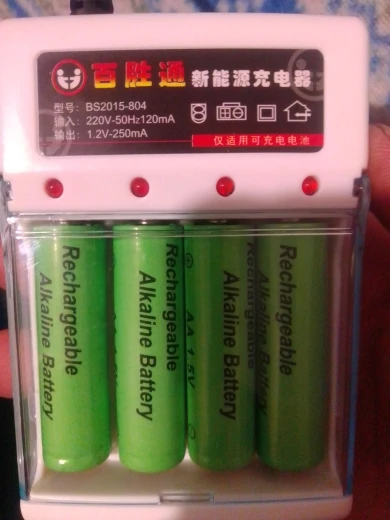 百胜通 新能源充电器
型号: BS2015-804
输入: 220V-50Hz120mA
输出: 1.2V-250mA
仅适用可充电电池
Rechargeable
Alkaline Battery
Rechargeable
Alkaline Battery
AA 1.5V
Rechargeable
Alkaline Battery
Alkaline Battery
Rechargeable